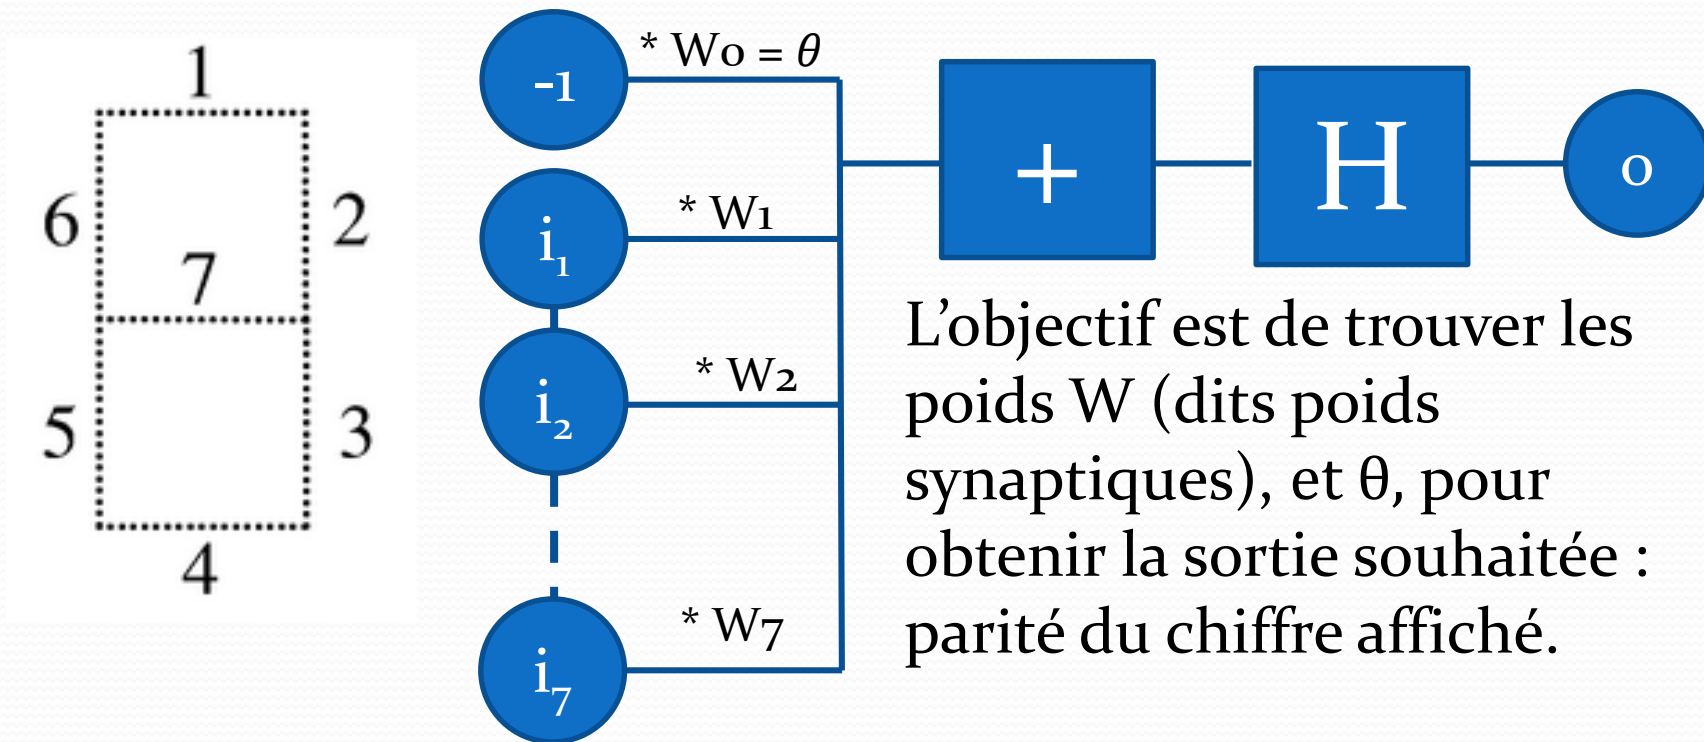 1
6
2
7
5
3
4
-1
* W0 = θ
i1
* W1
i2
* W2
i7
* W7
+
H
o
L’objectif est de trouver les
poids W (dits poids
synaptiques), et θ, pour
obtenir la sortie souhaitée :
parité du chiffre affiché.